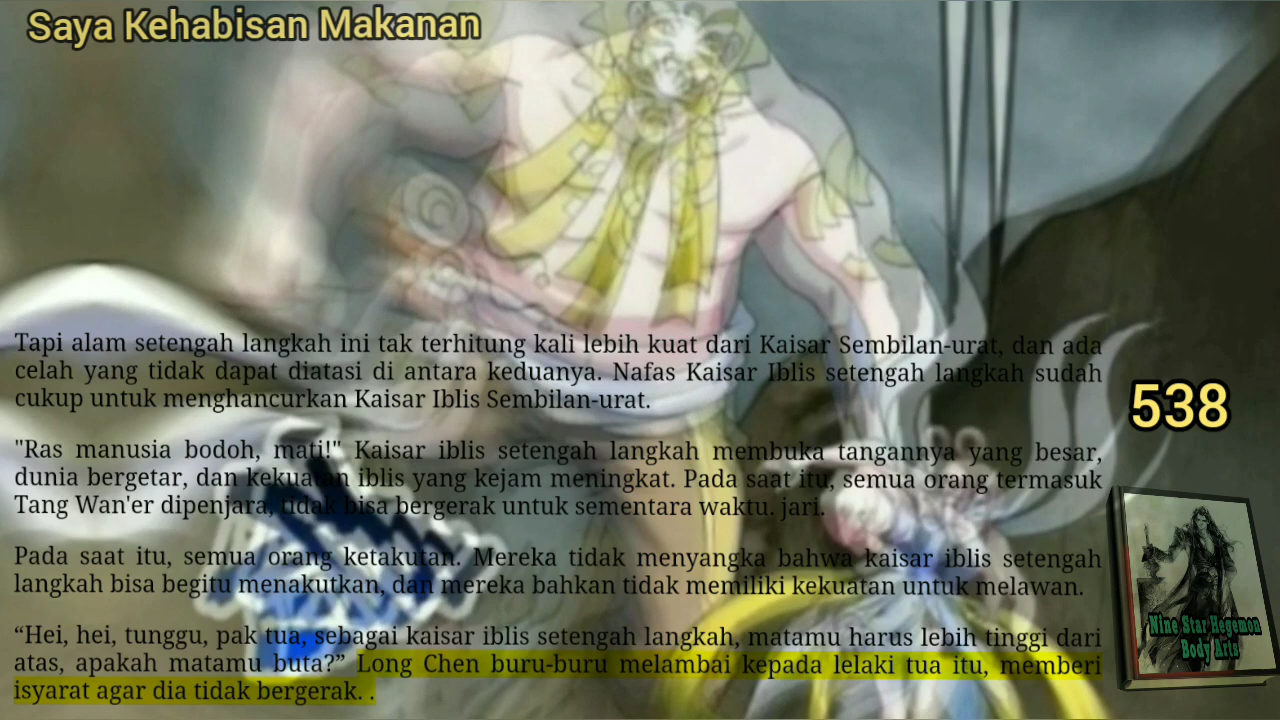 Saya Kehabisan Makanan
Tapi alam setengah langkah ini tak terhitung kali lebih kuat dari Kaisar Sembilan-urat, dan ada
celah yang tidak dapat diatasi di antara keduanya. Nafas Kaisar Iblis setengah langkah sudah
cukup untuk menghancurkan Kaisar Iblis Sembilan-urat.
"Ras manusia bodoh, mati!" Kaisar iblis setengah langkah membuka tangannya yang besar,
dunia bergetar, dan kekuatan iblis yang kejam meningkat. Pada saat itu, semua orang termasuk
Tang Wan'er dipenjara, tidak bisa bergerak untuk sementara waktu. jari.
Pada saat itu, semua orang ketakutan. Mereka tidak menyangka bahwa kaisar iblis setengah
langkah bisa begitu menakutkan, dan mereka bahkan tidak memiliki kekuatan untuk melawan.
“Hei, hei, tunggu, pak tua, sebagai kaisar iblis setengah langkah, matamu harus lebih tinggi dari
atas, apakah matamu buta?” Long Chen buru-buru melambai kepada lelaki tua itu, memberi
isyarat agar dia tidak bergerak. .
538
Nine Star Hegemon
Body Arts